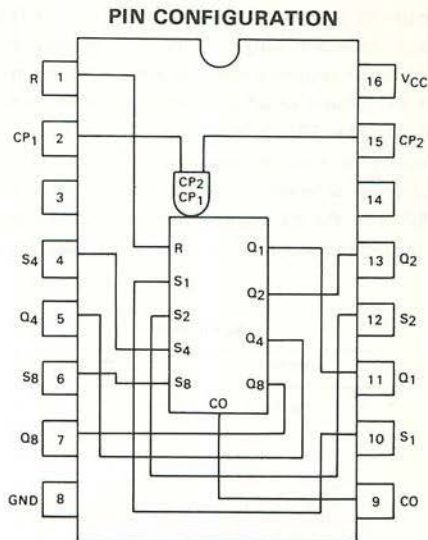 PIN CONFIGURATION
R 1 16 VCC
CP1 2 15 CP2
CP2
CP1
3 14
R Q1
S4 4 13 Q2
S1 Q2
S2
Q4 5 12 S2
S4 Q4
S8 6 11 Q1
S8 Q8
CO
Q8 7 10 S1
GND 8 9 CO